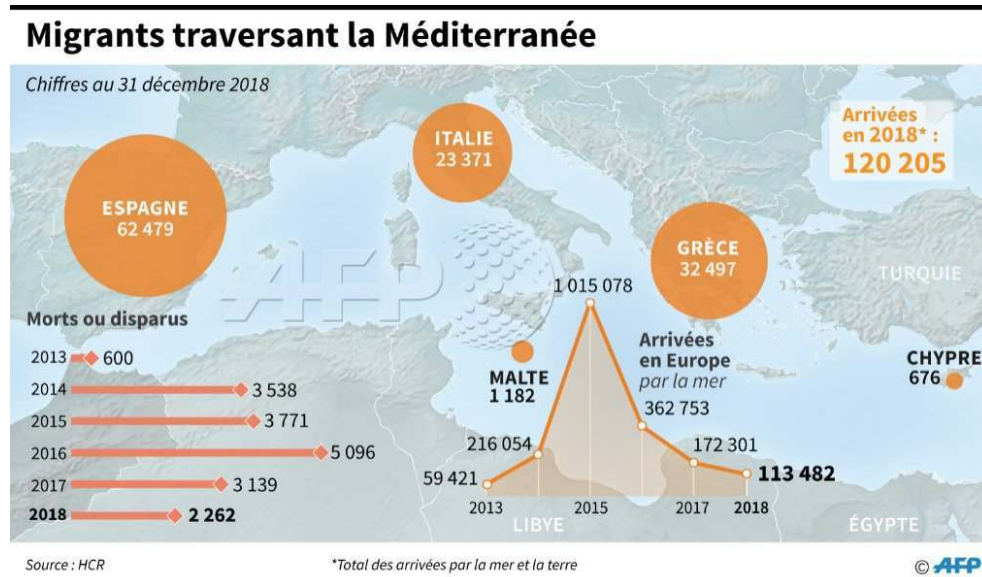 Migrants traversant la Méditerranée
Chiffres au 31 décembre 2018
Arrivées
en 2018* :
120 205
ITALIE
23 371
ESPAGNE
62 479
GRÈCE
32 497
TURQUIE
AFP
Morts ou disparus
2013 600
2014 3 538
2015 3 771
2016 5 096
2017 3 139
2018 2 262
MALTE
1 182
CHYPRE
676
Arrivées
en Europe
par la mer
59 421
216 054
1 015 078
362 753
172 301
113 482
2013 2015 2017 2018
LIBYE
ÉGYPTE
Source : HCR
*Total des arrivées par la mer et la terre
© AFP